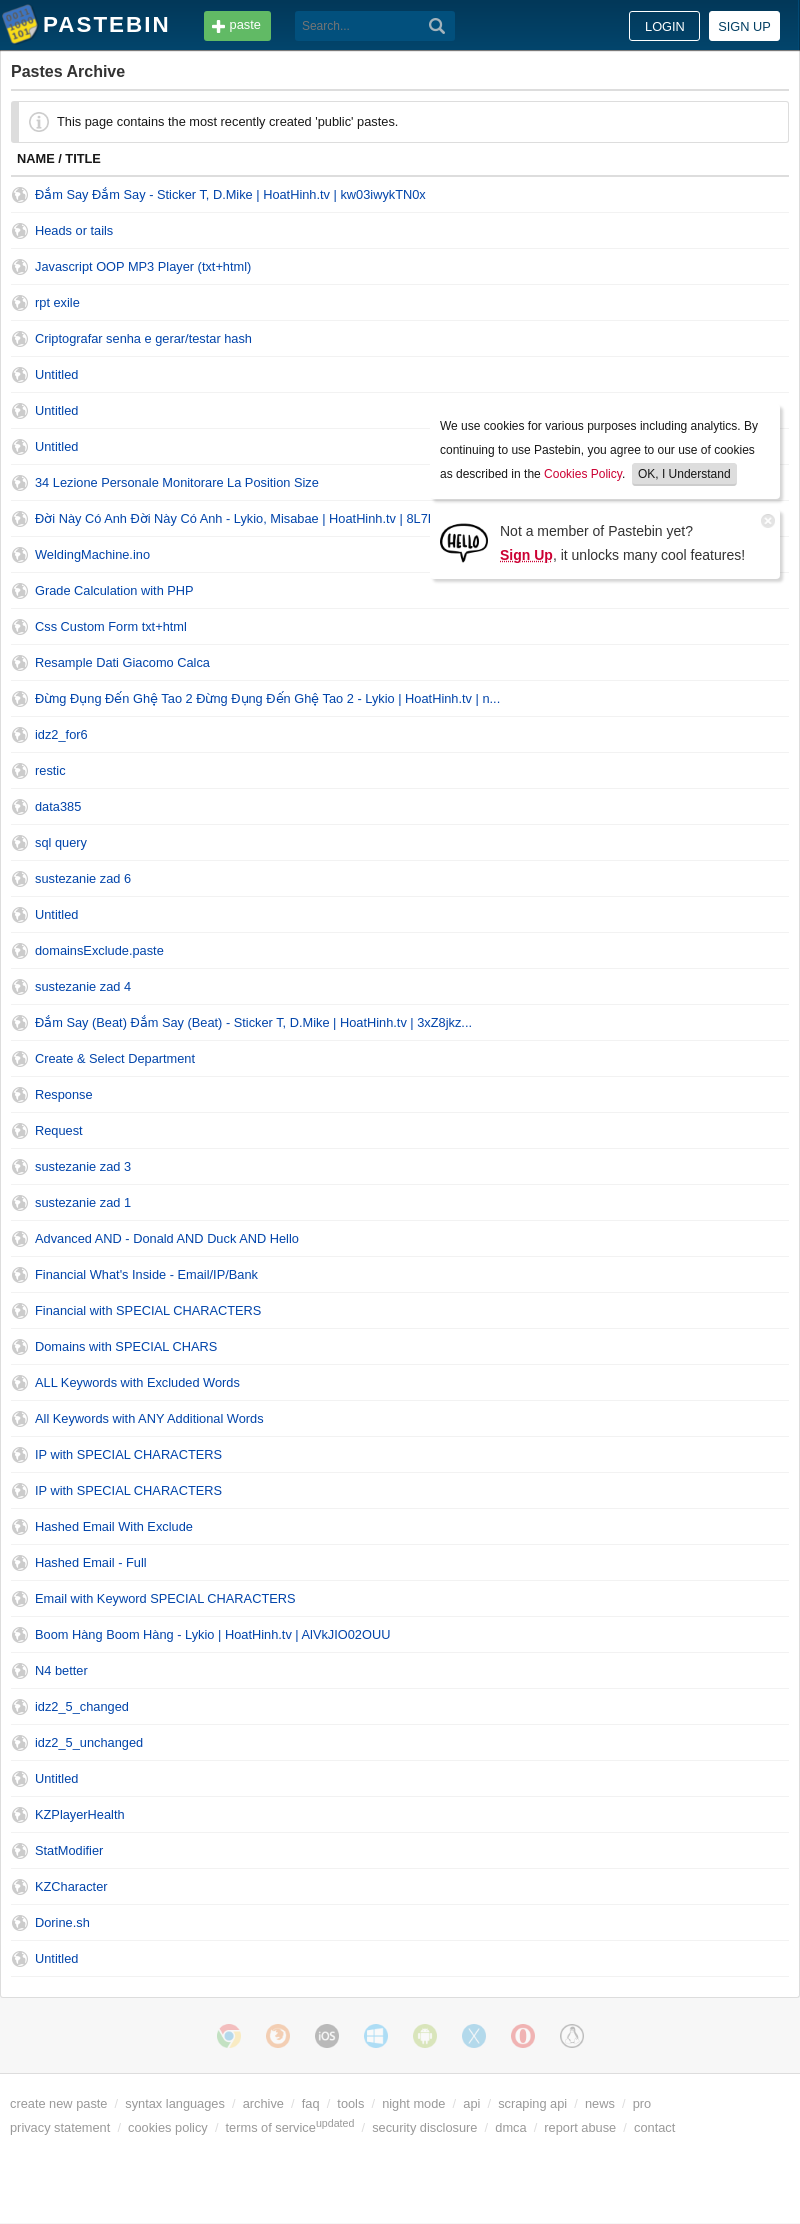 PASTEBIN
paste
Search...
LOGIN
SIGN UP
Pastes Archive
This page contains the most recently created 'public' pastes.
NAME / TITLE
Đắm Say Đắm Say - Sticker T, D.Mike | HoatHinh.tv | kw03iwykTN0x
Heads or tails
Javascript OOP MP3 Player (txt+html)
rpt exile
Criptografar senha e gerar/testar hash
Untitled
Untitled
Untitled
34 Lezione Personale Monitorare La Position Size
Đời Này Có Anh Đời Này Có Anh - Lykio, Misabae | HoatHinh.tv |
WeldingMachine.ino
Grade Calculation with PHP
We use cookies for various purposes including analytics. By
continuing to use Pastebin, you agree to our use of cookies
as described in the Cookies Policy. OK, I Understand
HELLO
Not a member of Pastebin yet?
Sign Up, it unlocks many cool features!
Css Custom Form txt+html
Resample Dati Giacomo Calca
Đừng Đụng Đến Ghệ Tao 2 Đừng Đụng Đến Ghệ Tao 2 - Lykio | HoatHinh.tv | n...
idz2_for6
restic
data385
sql query
sustezanie zad 6
Untitled
domainsExclude.paste
sustezanie zad 4
Đắm Say (Beat) Đắm Say (Beat) - Sticker T, D.Mike | HoatHinh.tv | 3xZ8jkz...
Create & Select Department
Response
Request
sustezanie zad 3
sustezanie zad 1
Advanced AND - Donald AND Duck AND Hello
Financial What's Inside - Email/IP/Bank
Financial with SPECIAL CHARACTERS
Domains with SPECIAL CHARS
ALL Keywords with Excluded Words
All Keywords with ANY Additional Words
IP with SPECIAL CHARACTERS
IP with SPECIAL CHARACTERS
Hashed Email With Exclude
Hashed Email - Full
Email with Keyword SPECIAL CHARACTERS
Boom Hàng Boom Hàng - Lykio | HoatHinh.tv | AlVkJIO02OUU
N4 better
idz2_5_changed
idz2_5_unchanged
Untitled
KZPlayerHealth
StatModifier
KZCharacter
Dorine.sh
Untitled
iOS
create new paste / syntax languages / archive / faq / tools / night mode / api / scraping api / news / pro
privacy statement / cookies policy / terms of service updated / security disclosure / dmca / report abuse / contact